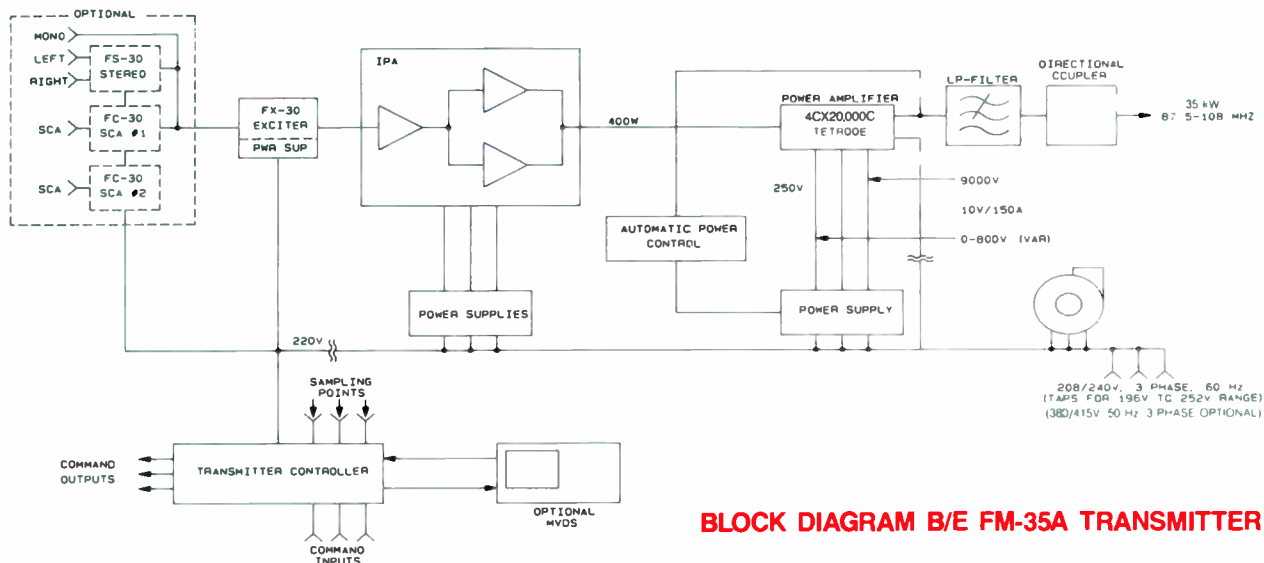 OPTIONAL
MONO
LEFT
RIGHT
FS-30
STEREO
SCA
FC-30
SCA #1
SCA
FC-30
SCA #2
FX-30
EXCITER
PWR SUP
IPA
400W
POWER AMPLIFIER
4CX20,000C
TETRODE
LP-FILTER
DIRECTIONAL
CCUPLER
35 kW
87 5-108 MHZ
250V
9000V
10V/150A
0-800V (VAR)
AUTOMATIC POWER
CONTROL
POWER SUPPLIES
POWER SUPPLY
220V
208/240V, 3 PHASE, 60 Hz
(TAPS FOR 196V TC 252V RANGE)
(380/415V 50 Hz 3 PHASE OPTIONAL)
SAMPLING
POINTS
COMMAND
OUTPUTS
TRANSMITTER CONTROLLER
OPTIONAL
MVDS
COMMAND
INPUTS
BLOCK DIAGRAM B/E FM-35A TRANSMITTER